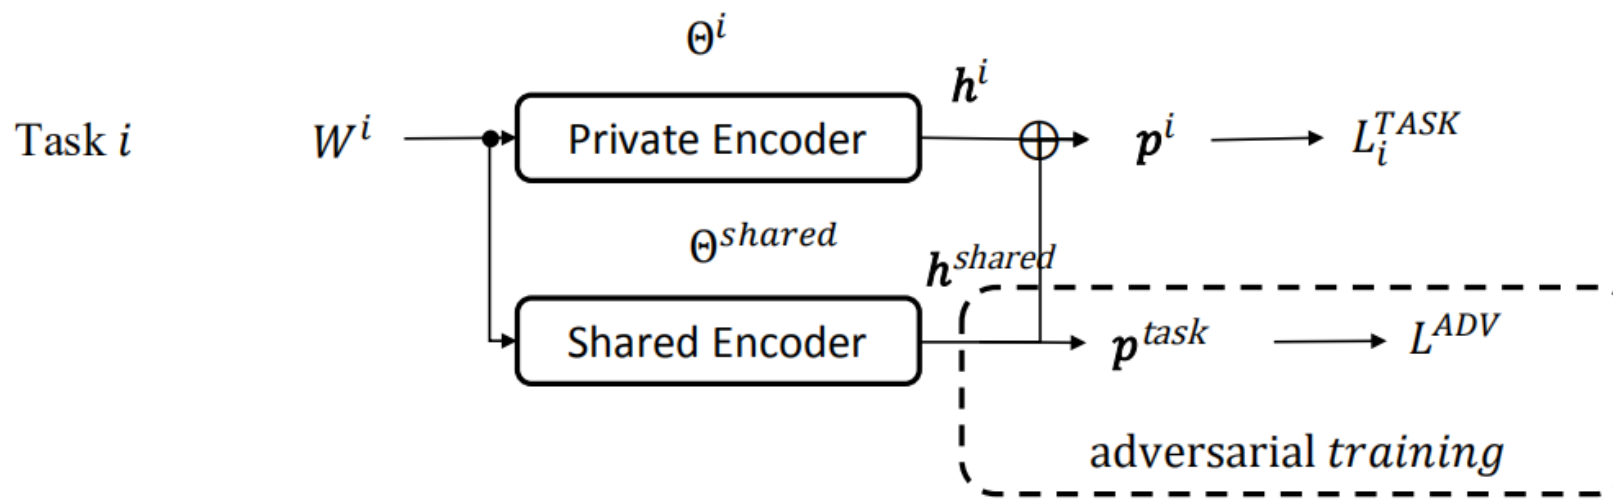 Θ^i
h^i
Task i W^i Private Encoder ⊕ p^i L_i^{TASK}
Θ^{shared}
h^{shared}
Shared Encoder p^{task} L^{ADV}
adversarial training